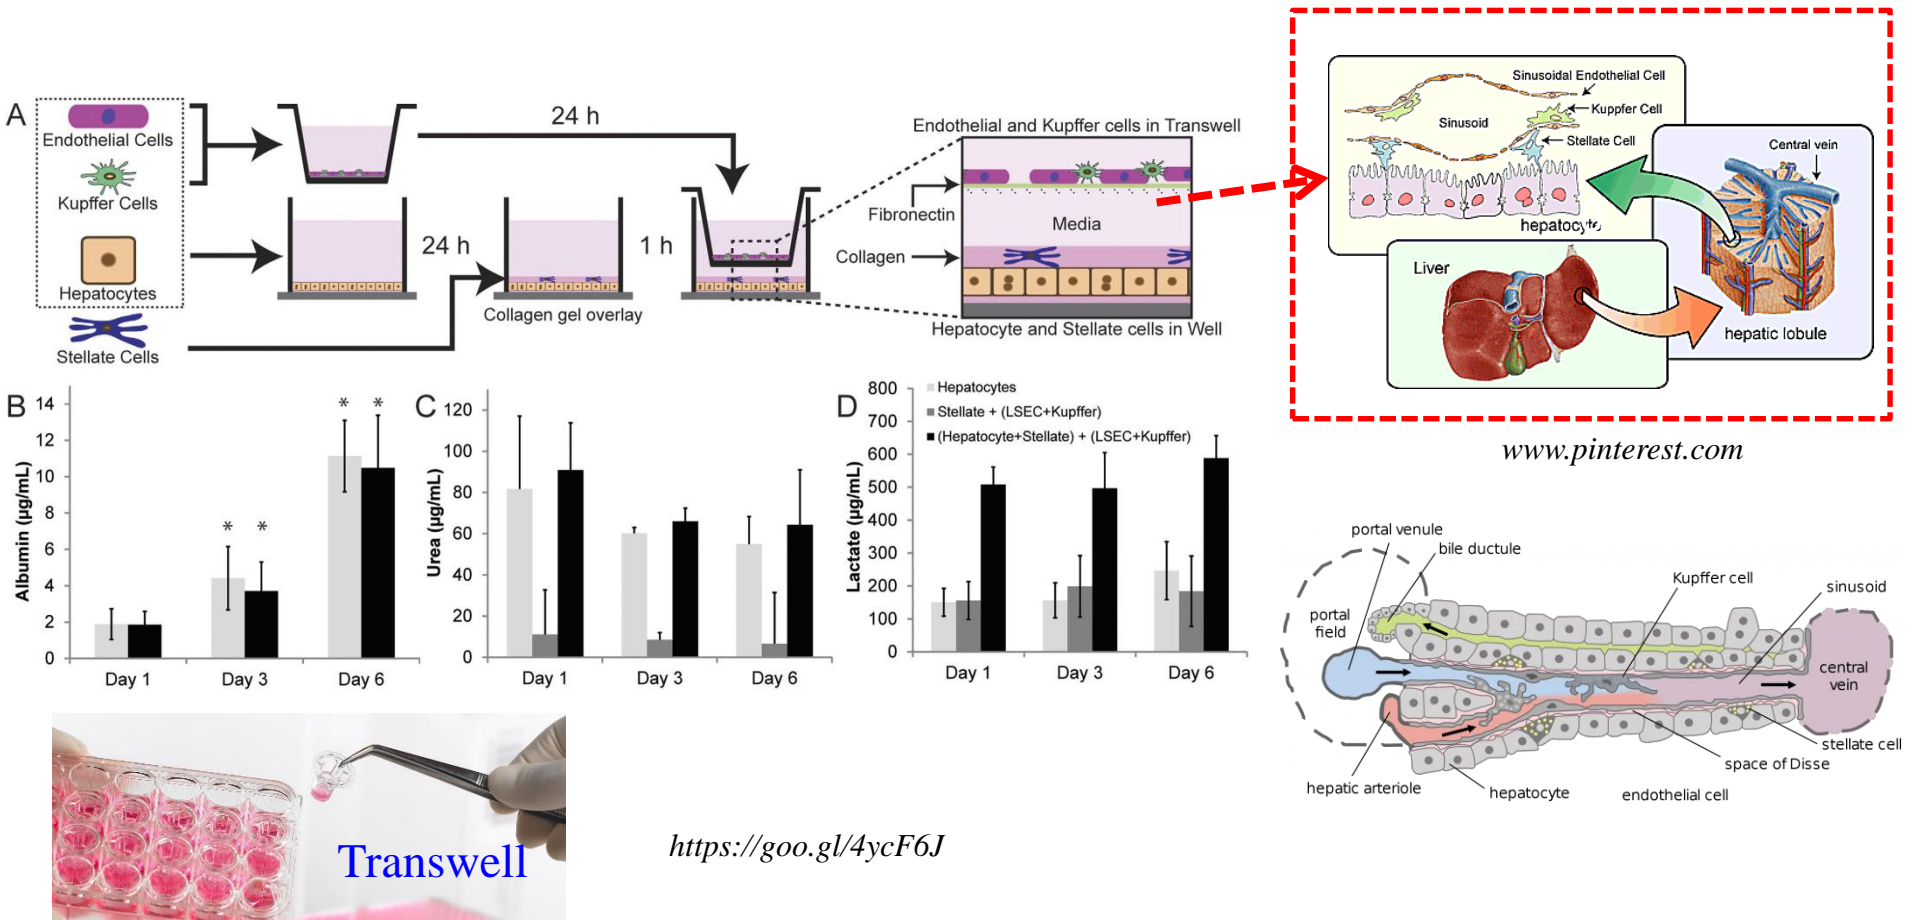 A
Endothelial Cells
Kupffer Cells
Hepatocytes
Stellate Cells
24 h
24 h
Collagen gel overlay
1 h
Endothelial and Kupffer cells in Transwell
Fibronectin
Media
Collagen
Hepatocyte and Stellate cells in Well
Sinusoidal Endothelial Cell
Kuppfer Cell
Sinusoid
Stellate Cell
hepatocyte
Central vein
Liver
hepatic lobule
www.pinterest.com
B
Albumin (µg/mL)
14
12
10
8
6
4
2
0
* *
* *
Day 1 Day 3 Day 6
C
Urea (µg/mL)
120
100
80
60
40
20
0
Day 1 Day 3 Day 6
D
Lactate (µg/mL)
800
700
600
500
400
300
200
100
0
Hepatocytes
Stellate + (LSEC+Kupffer)
(Hepatocyte+Stellate) + (LSEC+Kupffer)
Day 1 Day 3 Day 6
portal venule
bile ductule
Kupffer cell
sinusoid
portal
field
central
vein
stellate cell
space of Disse
hepatic arteriole
hepatocyte
endothelial cell
Transwell
https://goo.gl/4ycF6J